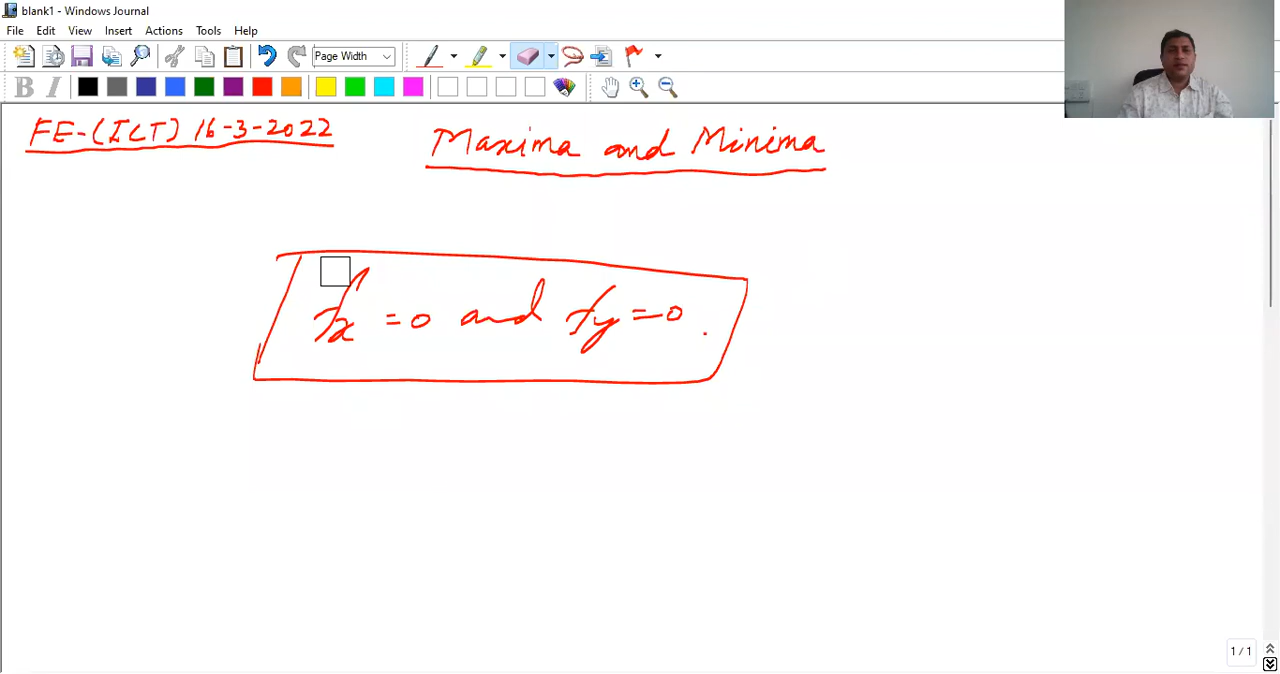 blank1 - Windows Journal
File Edit View Insert Actions Tools Help
Page Width
B I
FE-(ICT) 16-3-2022
Maxima and Minima
fx = 0 and fy = 0.
1 / 1